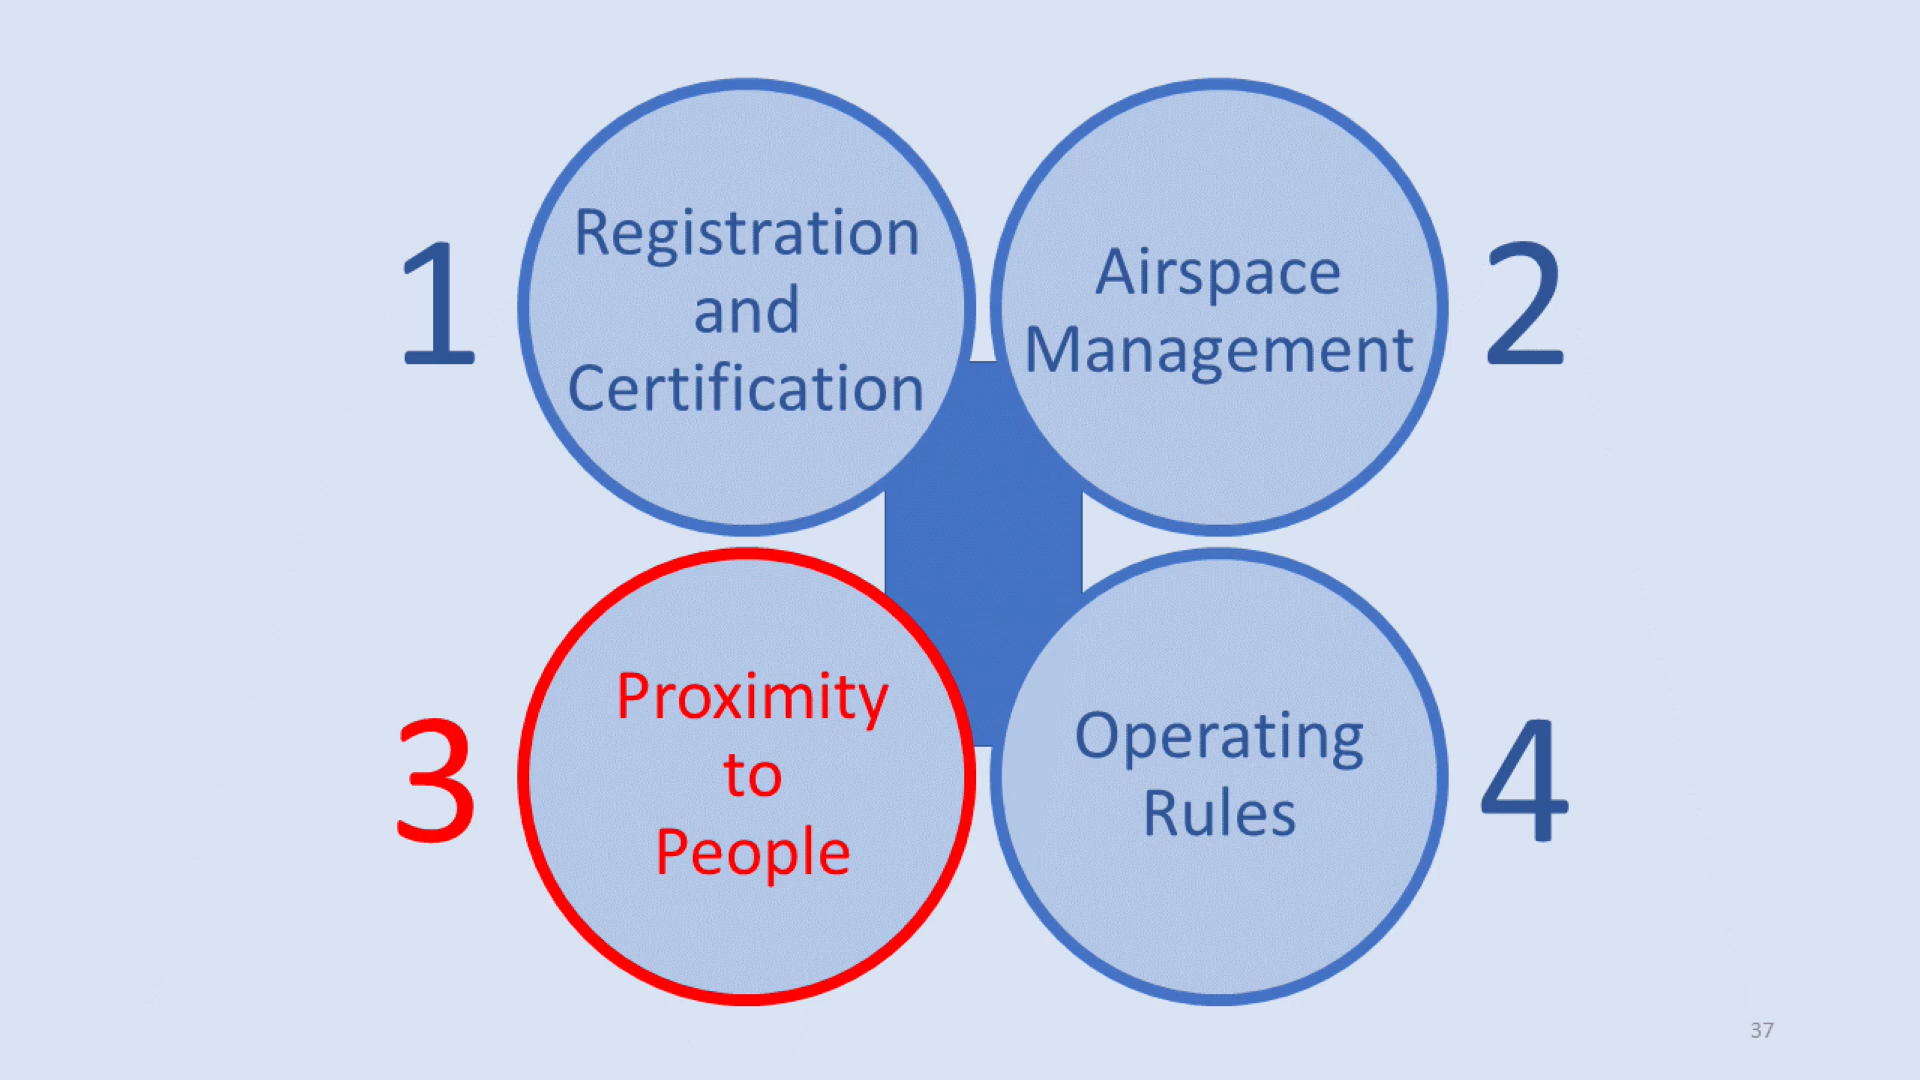 1
Registration
and
Certification
Airspace
Management
2
3
Proximity
to
People
Operating
Rules
4
37